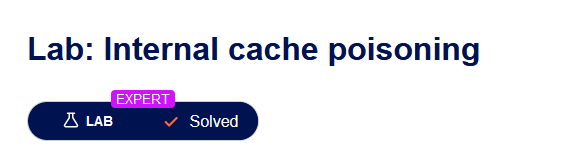 Lab: Internal cache poisoning
EXPERT
LAB Solved